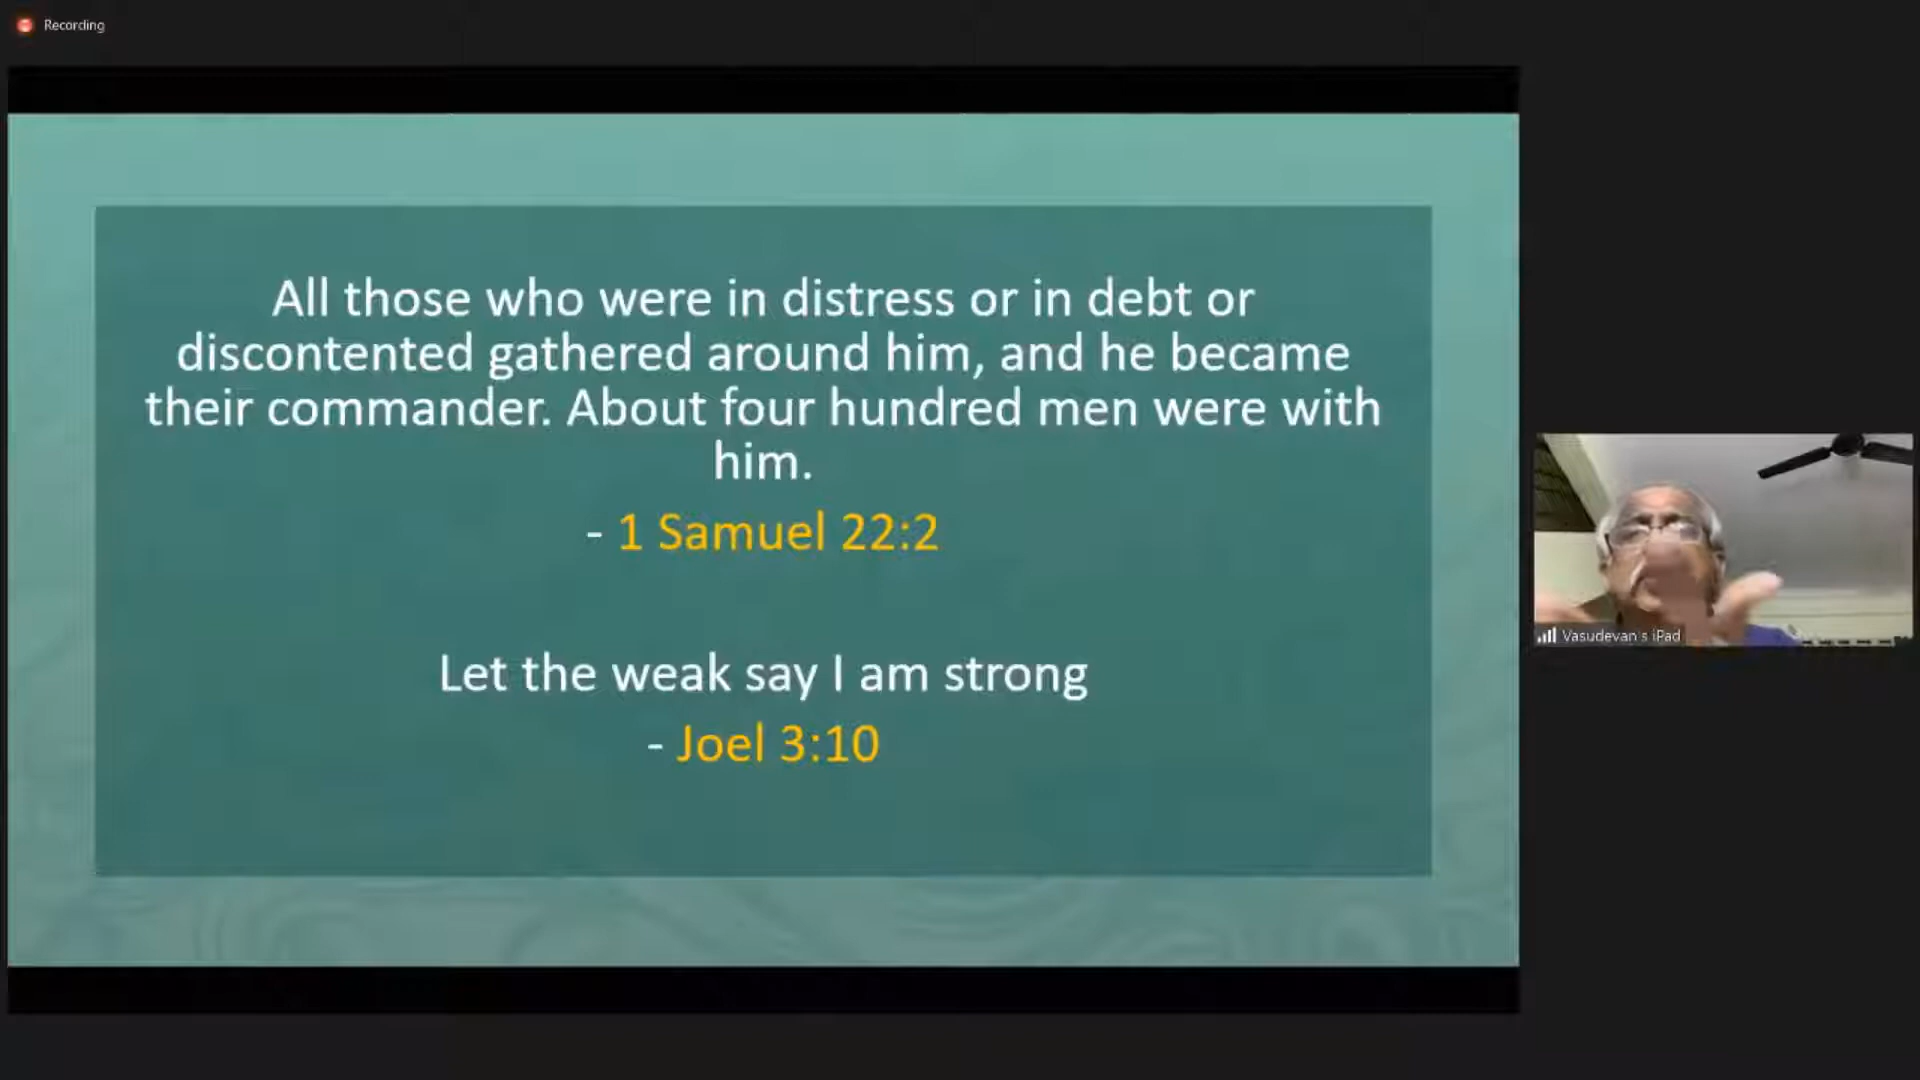 Recording
All those who were in distress or in debt or
discontented gathered around him, and he became
their commander. About four hundred men were with
him.
- 1 Samuel 22:2
Let the weak say I am strong
- Joel 3:10
Vasudevan's iPad